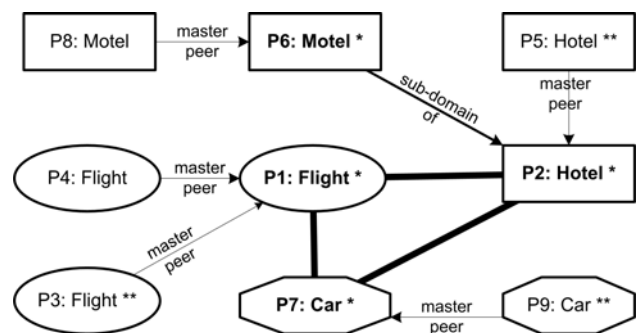 P8: Motel
master
peer
P6: Motel *
P5: Hotel **
sub-domain
of
master
peer
P4: Flight
master
peer
P1: Flight *
P2: Hotel *
master
peer
P3: Flight **
P7: Car *
master
peer
P9: Car **